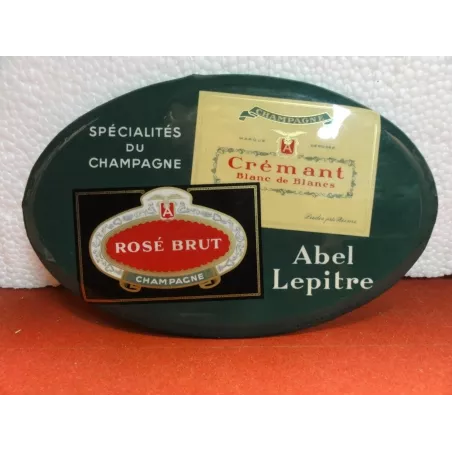 SPÉCIALITÉS
DU
CHAMPAGNE
CHAMPAGNE
Crémant
Blanc de Blancs
A
ROSÉ BRUT
CHAMPAGNE
Abel
Lepitre